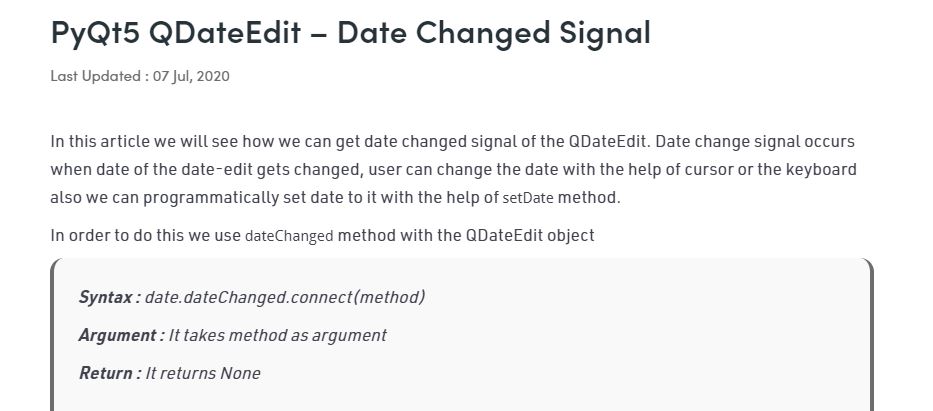 PyQt5 QDateEdit – Date Changed Signal
Last Updated : 07 Jul, 2020
In this article we will see how we can get date changed signal of the QDateEdit. Date change signal occurs
when date of the date-edit gets changed, user can change the date with the help of cursor or the keyboard
also we can programmatically set date to it with the help of setDate method.
In order to do this we use dateChanged method with the QDateEdit object
Syntax : date.dateChanged.connect(method)
Argument : It takes method as argument
Return : It returns None